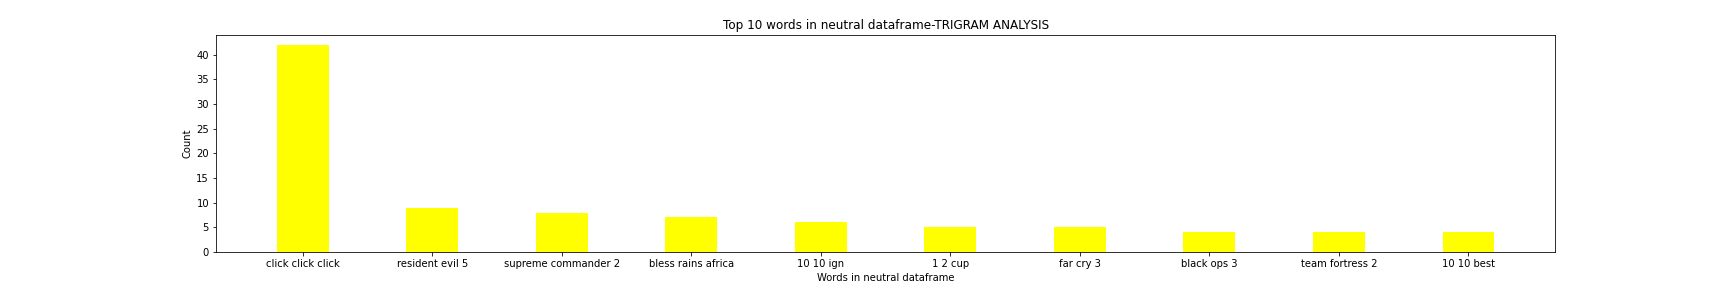 Top 10 words in neutral dataframe-TRIGRAM ANALYSIS
Count
40
35
30
25
20
15
10
5
0
click click click
resident evil 5
supreme commander 2
bless rains africa
10 10 ign
1 2 cup
far cry 3
black ops 3
team fortress 2
10 10 best
Words in neutral dataframe